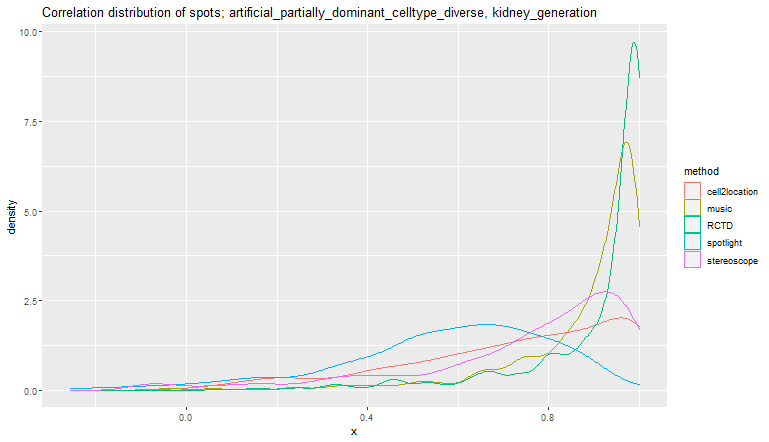 Correlation distribution of spots; artificial_partially_dominant_celltype_diverse, kidney_generation
10.0
7.5
5.0
2.5
0.0
density
0.0 0.4 0.8
x
method
cell2location
music
RCTD
spotlight
stereoscope